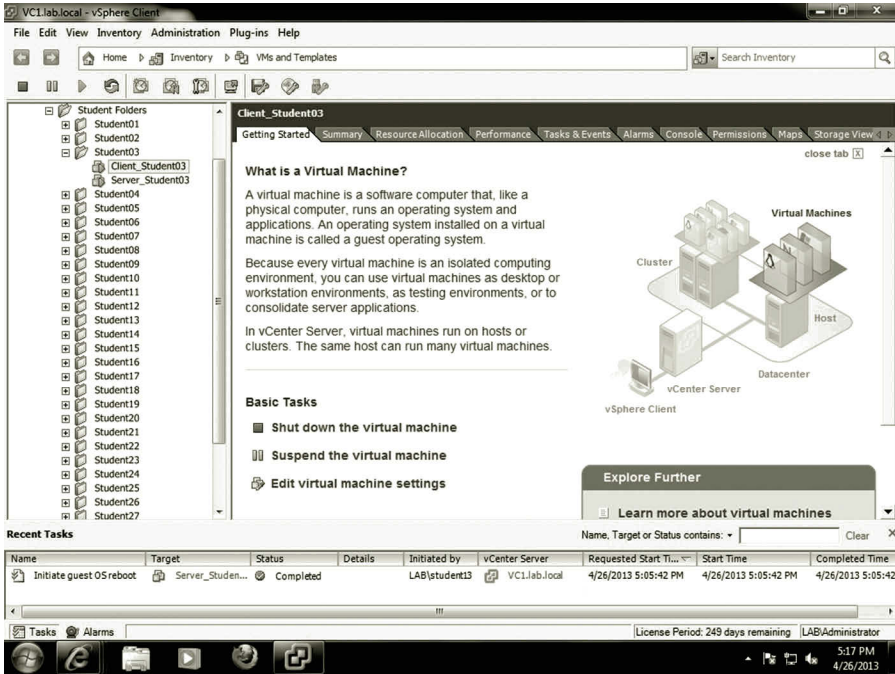 VC1.lab.local - vSphere Client
File Edit View Inventory Administration Plug-ins Help
Home Inventory VMs and Templates
Search Inventory
Student Folders
Student01
Student02
Student03
Client_Student03
Server_Student03
Student04
Student05
Student06
Student07
Student08
Student09
Student10
Student11
Student12
Student13
Student14
Student15
Student16
Student17
Student18
Student19
Student20
Student21
Student22
Student23
Student24
Student25
Student26
Student27
Client_Student03
Getting Started Summary Resource Allocation Performance Tasks & Events Alarms Console Permissions Maps Storage View
close tab X
What is a Virtual Machine?
A virtual machine is a software computer that, like a
physical computer, runs an operating system and
applications. An operating system installed on a virtual
machine is called a guest operating system.
Because every virtual machine is an isolated computing
environment, you can use virtual machines as desktop or
workstation environments, as testing environments, or to
consolidate server applications.
In vCenter Server, virtual machines run on hosts or
clusters. The same host can run many virtual machines.
Basic Tasks
Shut down the virtual machine
Suspend the virtual machine
Edit virtual machine settings
Virtual Machines
Cluster
Host
Datacenter
vCenter Server
vSphere Client
Explore Further
Learn more about virtual machines
Recent Tasks
Name, Target or Status contains: Clear X
Name Target Status Details Initiated by vCenter Server Requested Start Ti... Start Time Completed Time
Initiate guest OS reboot Server_Studen... Completed LAB\student13 VC1.lab.local 4/26/2013 5:05:42 PM 4/26/2013 5:05:42 PM 4/26/2013 5:05:42
Tasks Alarms License Period: 249 days remaining LAB\Administrator
5:17 PM
4/26/2013